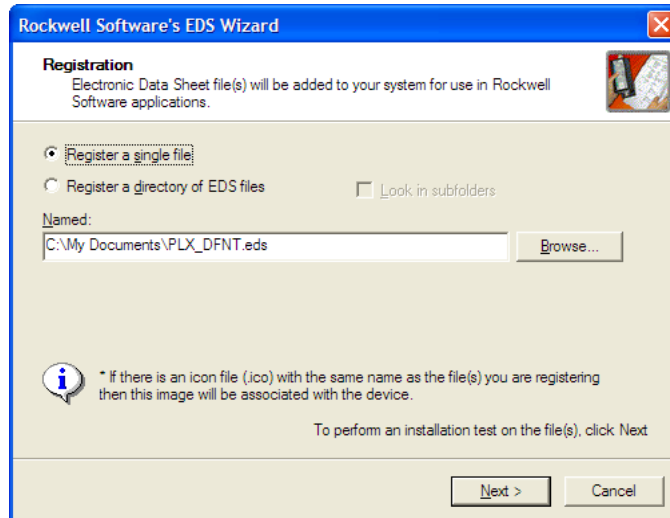 Rockwell Software's EDS Wizard
Registration
Electronic Data Sheet file(s) will be added to your system for use in Rockwell
Software applications.
Register a single file
Register a directory of EDS files
Look in subfolders
Named:
C:\My Documents\PLX_DFNT.eds
Browse...
* If there is an icon file (.ico) with the same name as the file(s) you are registering
then this image will be associated with the device.
To perform an installation test on the file(s), click Next
Next >
Cancel